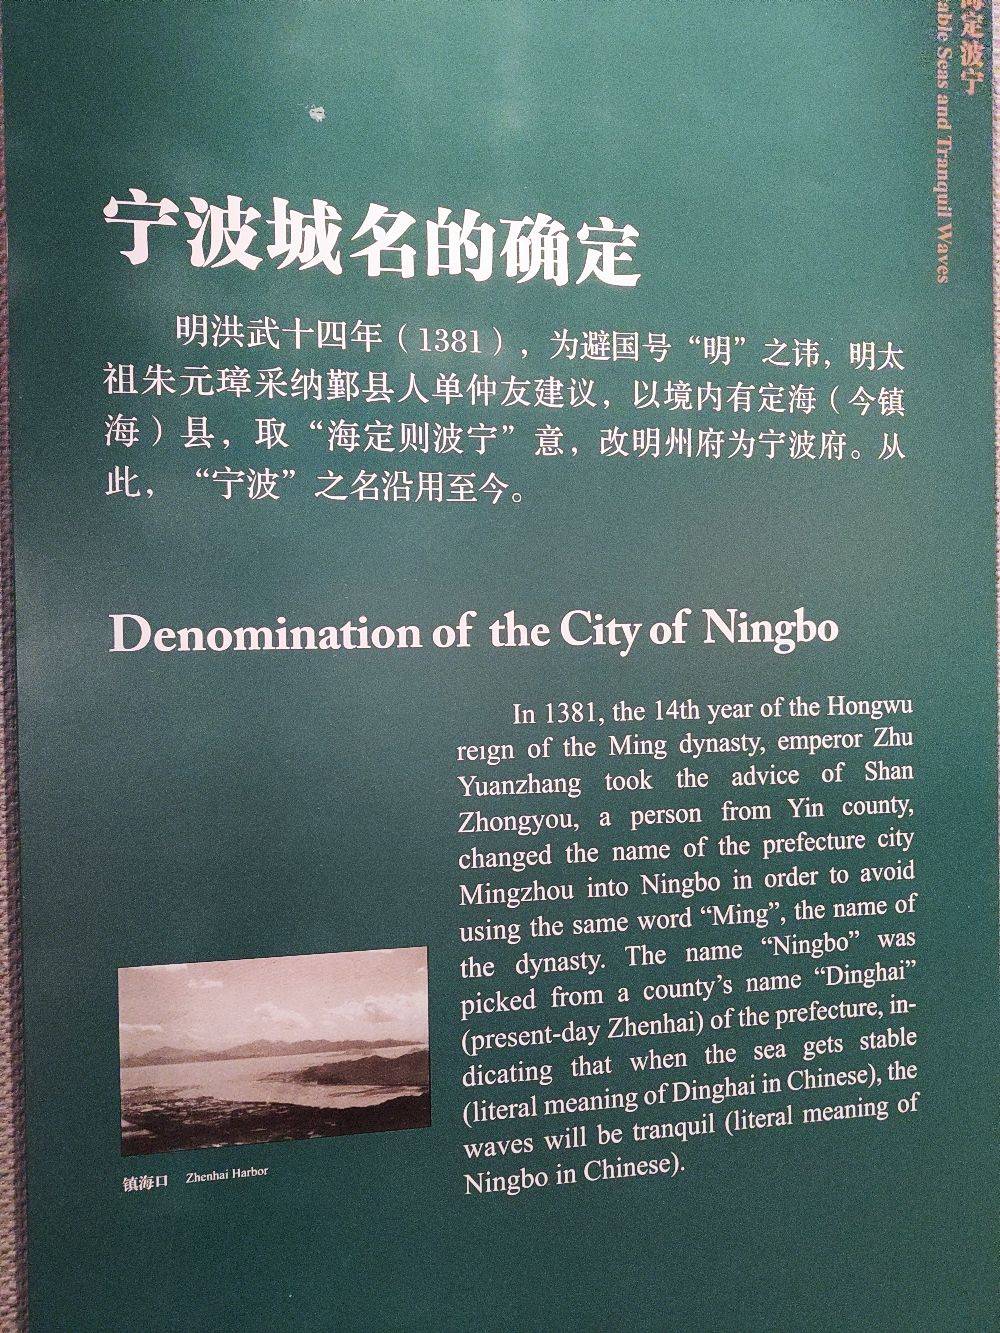 海定波宁
able Seas and Tranquil Waves
宁波城名的确定
明洪武十四年（1381），为避国号“明”之讳，明太
祖朱元璋采纳鄞县人单仲友建议，以境内有定海（今镇
海）县，取“海定则波宁”意，改明州府为宁波府。从
此，“宁波”之名沿用至今。
Denomination of the City of Ningbo
In 1381, the 14th year of the Hongwu
reign of the Ming dynasty, emperor Zhu
Yuanzhang took the advice of Shan
Zhongyou, a person from Yin county,
changed the name of the prefecture city
Mingzhou into Ningbo in order to avoid
using the same word “Ming”, the name of
the dynasty. The name “Ningbo” was
picked from a county’s name “Dinghai”
(present-day Zhenhai) of the prefecture, in-
dicating that when the sea gets stable
(literal meaning of Dinghai in Chinese), the
waves will be tranquil (literal meaning of
Ningbo in Chinese).
镇海口 Zhenhai Harbor